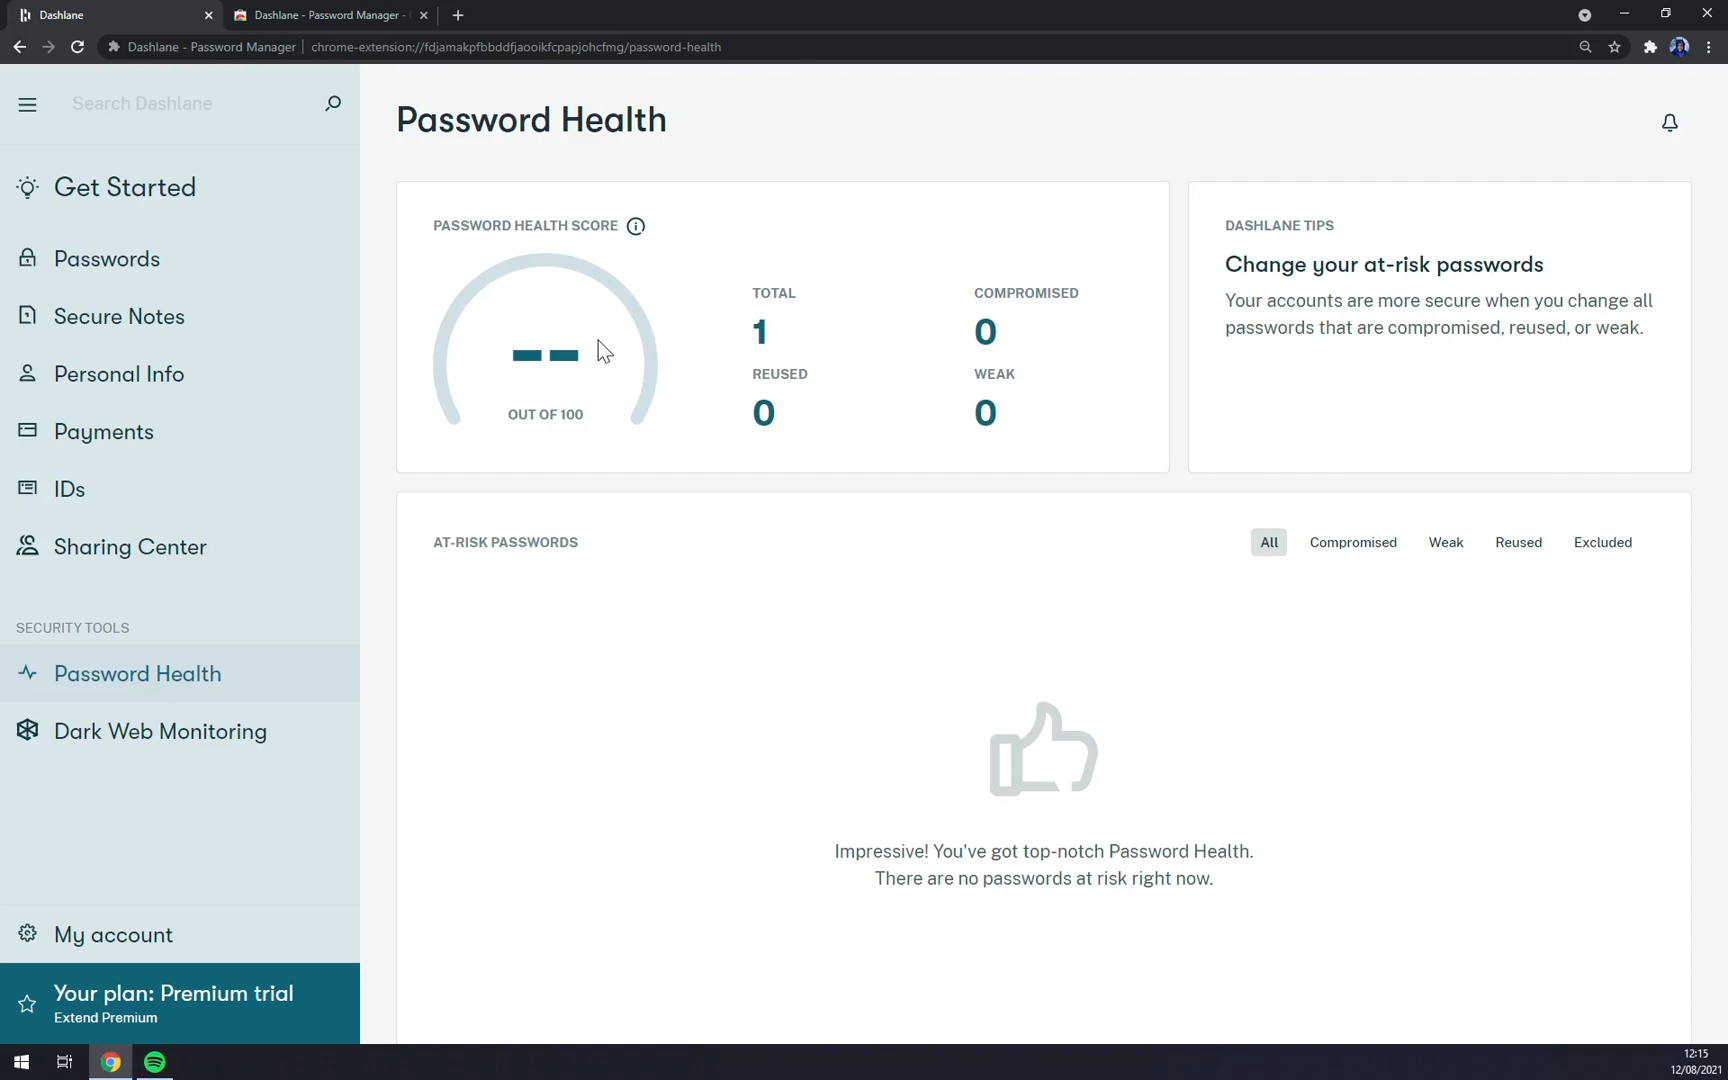 Dashlane
Dashlane - Password Manager -
Dashlane - Password Manager | chrome-extension://fdjamakpfbbddfjaooikfcpapjohcfmg/password-health
Search Dashlane
Get Started
Passwords
Secure Notes
Personal Info
Payments
IDs
Sharing Center
SECURITY TOOLS
Password Health
Dark Web Monitoring
My account
Your plan: Premium trial
Extend Premium
Password Health
PASSWORD HEALTH SCORE
--
OUT OF 100
TOTAL
1
COMPROMISED
0
REUSED
0
WEAK
0
DASHLANE TIPS
Change your at-risk passwords
Your accounts are more secure when you change all
passwords that are compromised, reused, or weak.
AT-RISK PASSWORDS
All Compromised Weak Reused Excluded
Impressive! You've got top-notch Password Health.
There are no passwords at risk right now.
12:15
12/08/2021